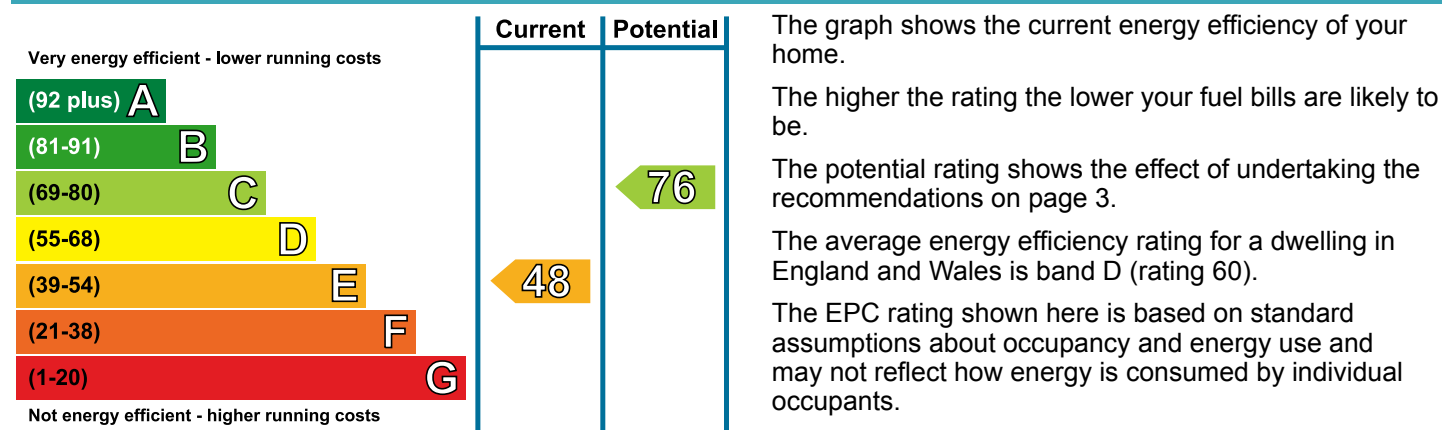 Current Potential
Very energy efficient - lower running costs
(92 plus) A
(81-91) B
(69-80) C
76
(55-68) D
(39-54) E
48
(21-38) F
(1-20) G
Not energy efficient - higher running costs
The graph shows the current energy efficiency of your
home.
The higher the rating the lower your fuel bills are likely to
be.
The potential rating shows the effect of undertaking the
recommendations on page 3.
The average energy efficiency rating for a dwelling in
England and Wales is band D (rating 60).
The EPC rating shown here is based on standard
assumptions about occupancy and energy use and
may not reflect how energy is consumed by individual
occupants.